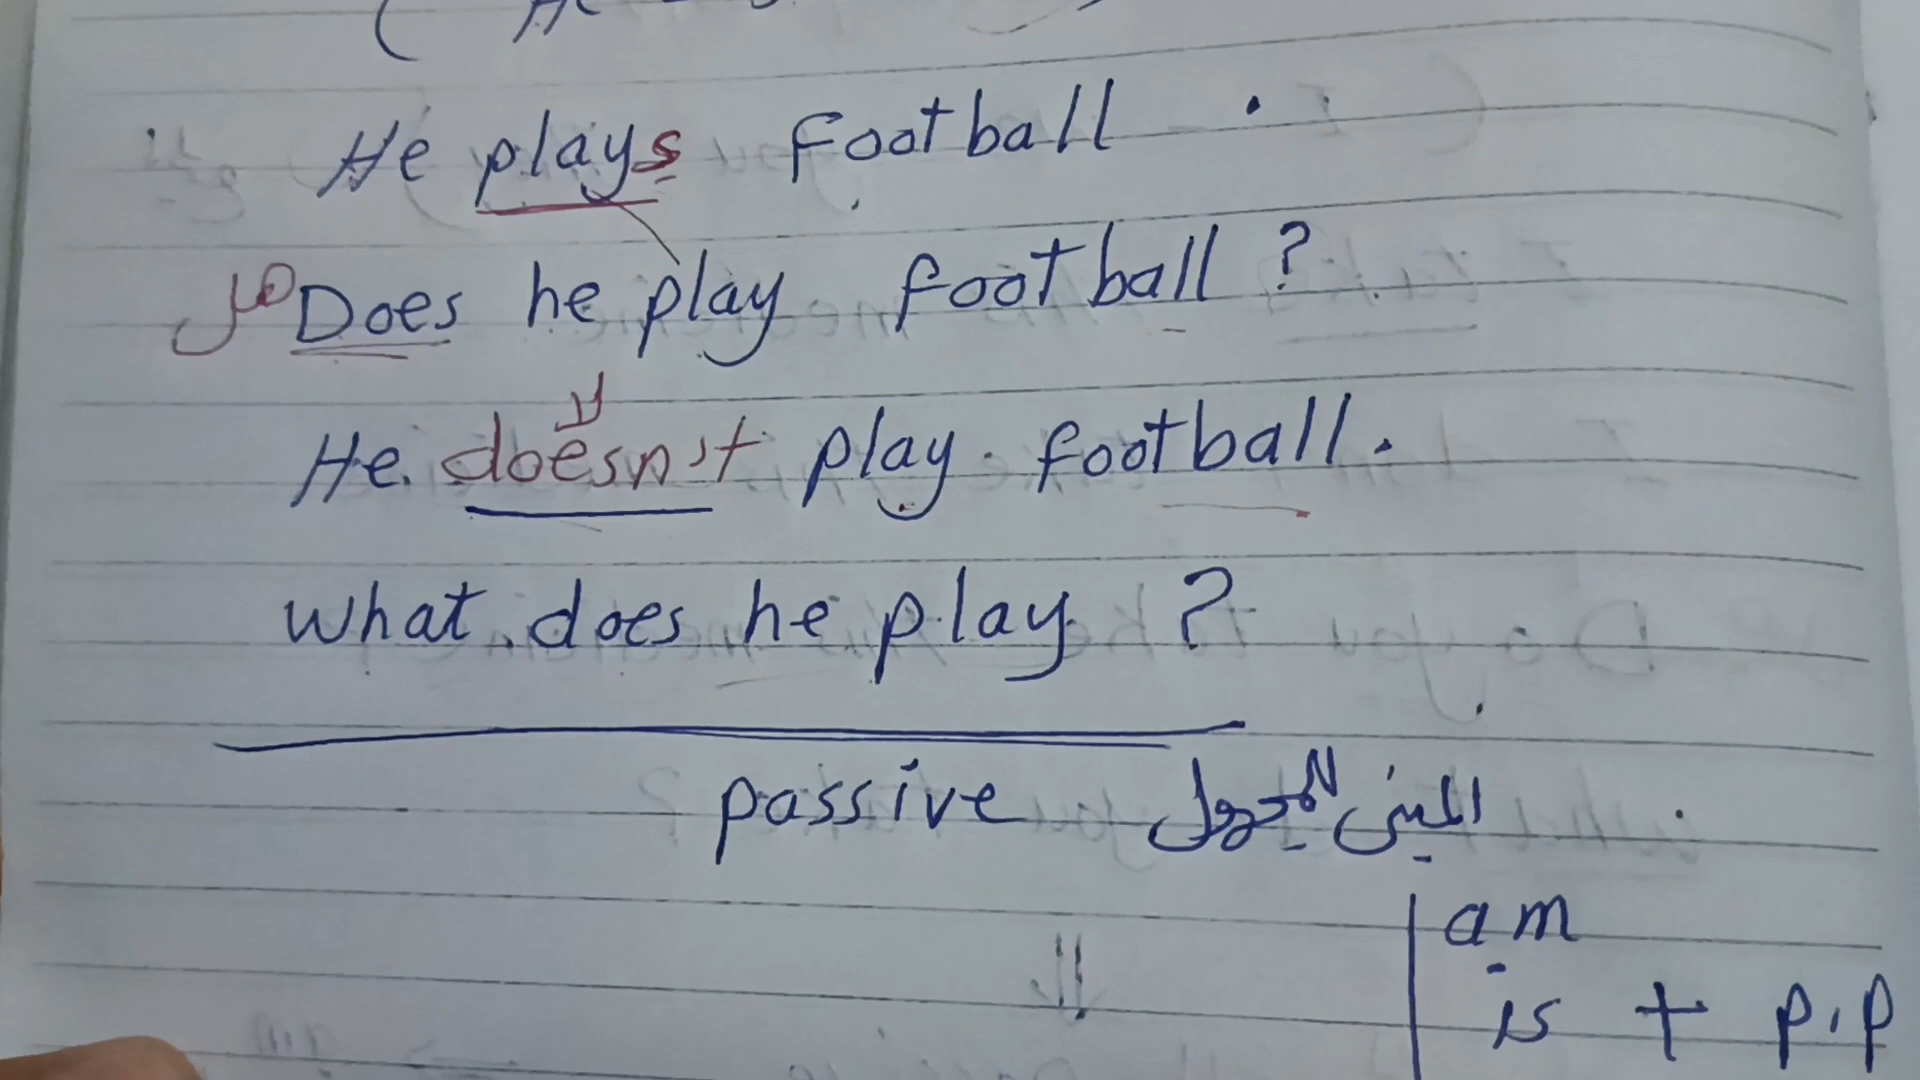 He plays football .
هل Does he play football ?
لا
He doesn't play football.
what does he play ?
passive المبنى للمجهول
am
is + p.p